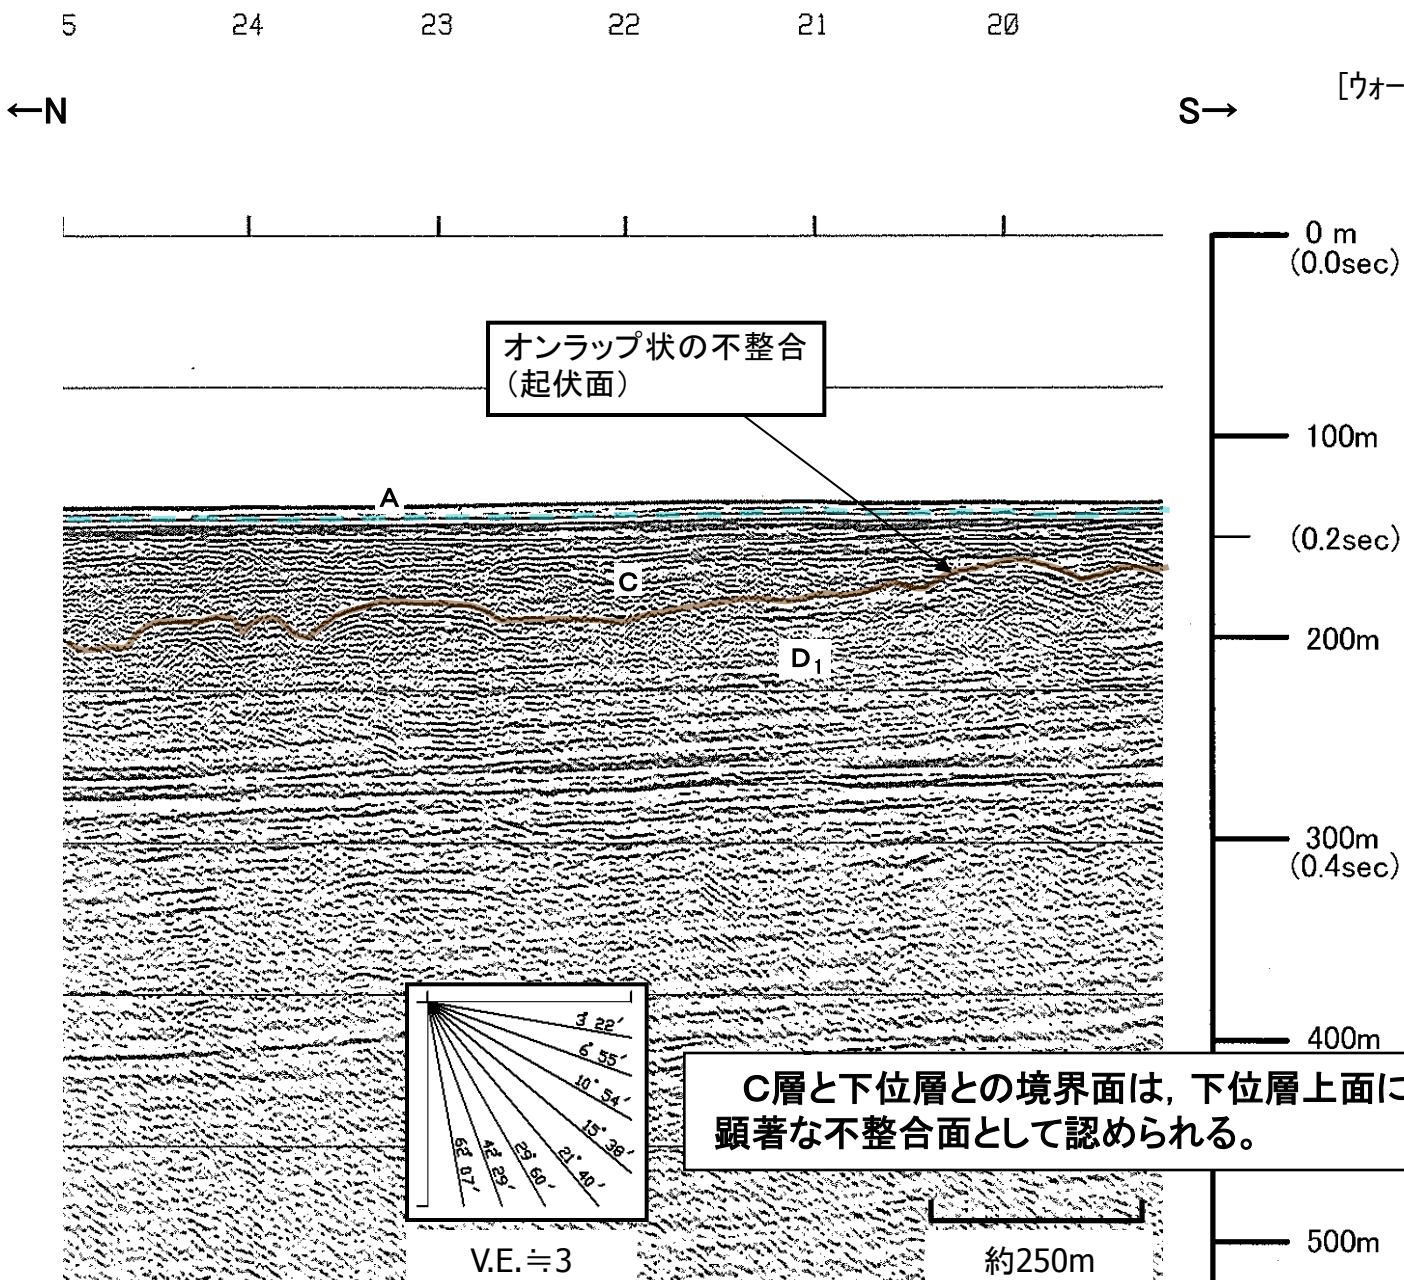 5 24 23 22 21 20
[ウォー
←N
S→
0 m
(0.0sec)
オンラップ状の不整合
(起伏面)
100m
A
(0.2sec)
C
200m
D₁
300m
(0.4sec)
3° 22′
6° 55′
10° 54′
15° 38′
21° 40′
29° 60′
42° 29′
62° 07′
400m
C層と下位層との境界面は，下位層上面に
顕著な不整合面として認められる。
500m
V.E.≒3
約250m